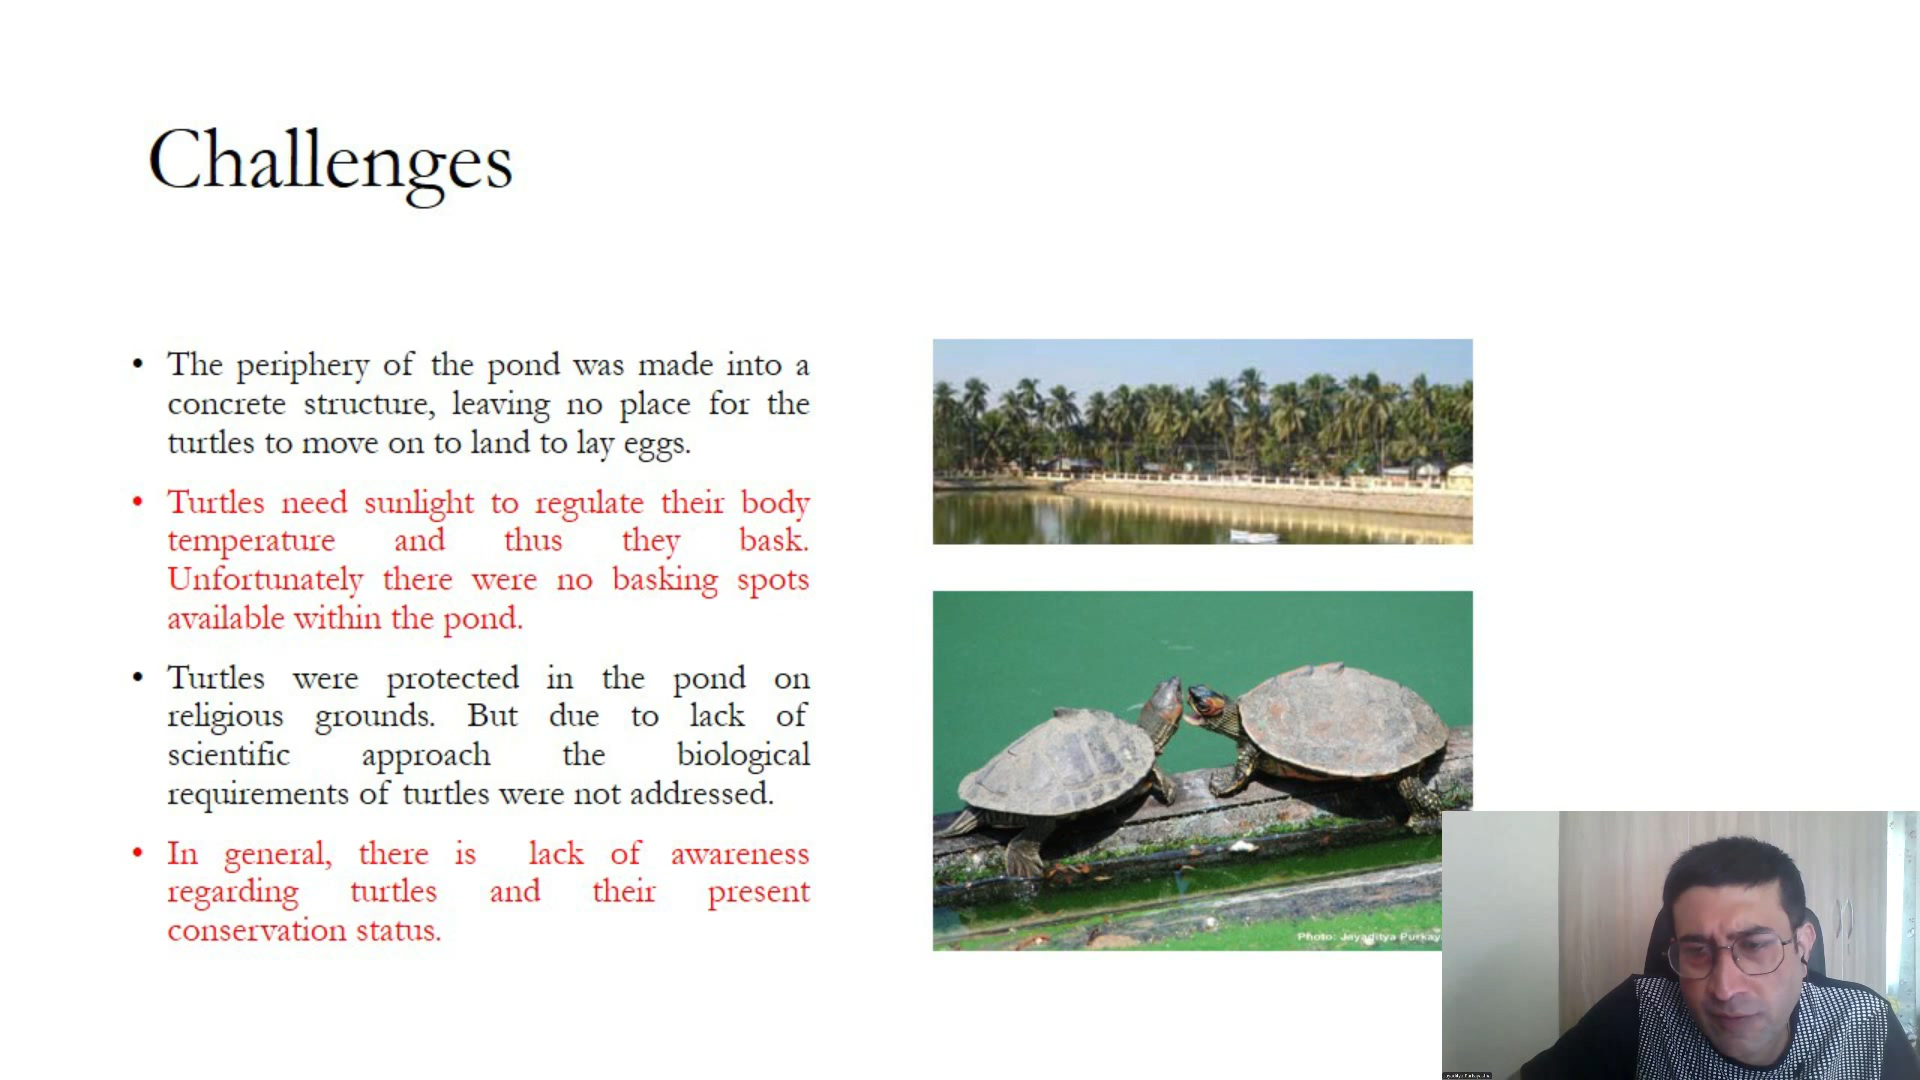 Challenges
• The periphery of the pond was made into a
concrete structure, leaving no place for the
turtles to move on to land to lay eggs.
• Turtles need sunlight to regulate their body
temperature and thus they bask.
Unfortunately there were no basking spots
available within the pond.
• Turtles were protected in the pond on
religious grounds. But due to lack of
scientific approach the biological
requirements of turtles were not addressed.
• In general, there is lack of awareness
regarding turtles and their present
conservation status.
Photo: Jayaditya Purkay